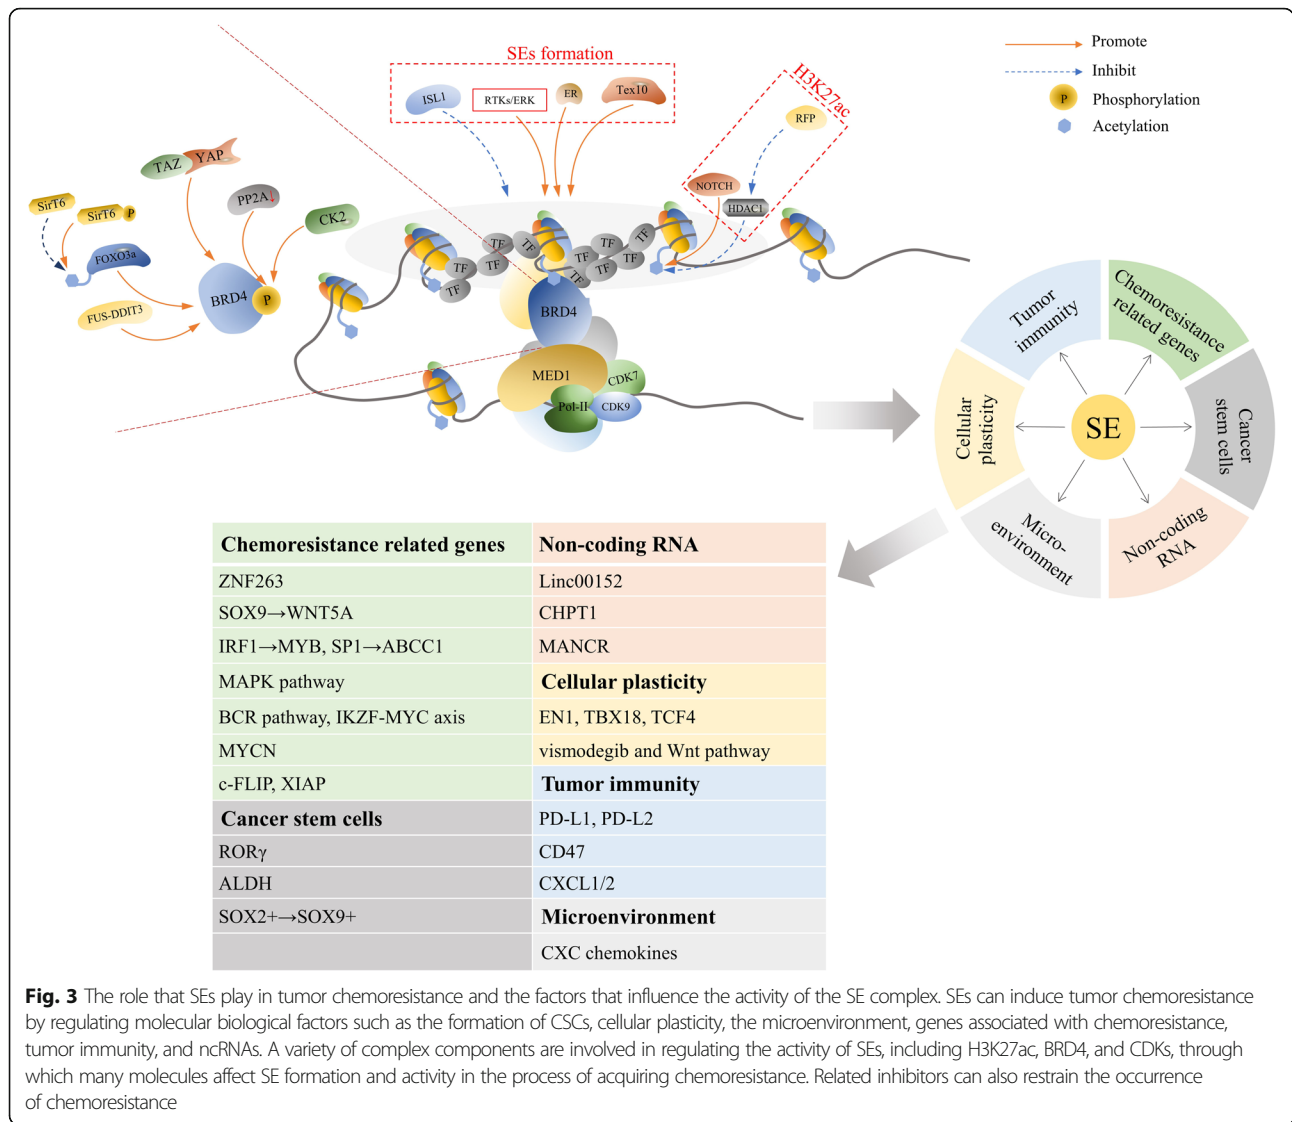 SEs formation
ISL1
RTKs/ERK
ER
Tex10
H3K27ac
RFP
NOTCH
HDAC1
Promote
Inhibit
P Phosphorylation
Acetylation
TAZ YAP
SirT6
SirT6 P
PP2A↓
CK2
FOXO3a
FUS-DDIT3
BRD4 P
TF
TF
TF
TF
TF
TF
TF
TF
TF
TF
TF
BRD4
MED1
CDK7
Pol-II
CDK9
Tumor
immunity
Chemoresistance
related genes
Cellular
plasticity
SE
Cancer
stem cells
Micro-
environment
Non-coding
RNA
Chemoresistance related genes
ZNF263
SOX9→WNT5A
IRF1→MYB, SP1→ABCC1
MAPK pathway
BCR pathway, IKZF-MYC axis
MYCN
c-FLIP, XIAP
Cancer stem cells
RORγ
ALDH
SOX2+→SOX9+
Non-coding RNA
Linc00152
CHPT1
MANCR
Cellular plasticity
EN1, TBX18, TCF4
vismodegib and Wnt pathway
Tumor immunity
PD-L1, PD-L2
CD47
CXCL1/2
Microenvironment
CXC chemokines
Fig. 3 The role that SEs play in tumor chemoresistance and the factors that influence the activity of the SE complex. SEs can induce tumor chemoresistance
by regulating molecular biological factors such as the formation of CSCs, cellular plasticity, the microenvironment, genes associated with chemoresistance,
tumor immunity, and ncRNAs. A variety of complex components are involved in regulating the activity of SEs, including H3K27ac, BRD4, and CDKs, through
which many molecules affect SE formation and activity in the process of acquiring chemoresistance. Related inhibitors can also restrain the occurrence
of chemoresistance